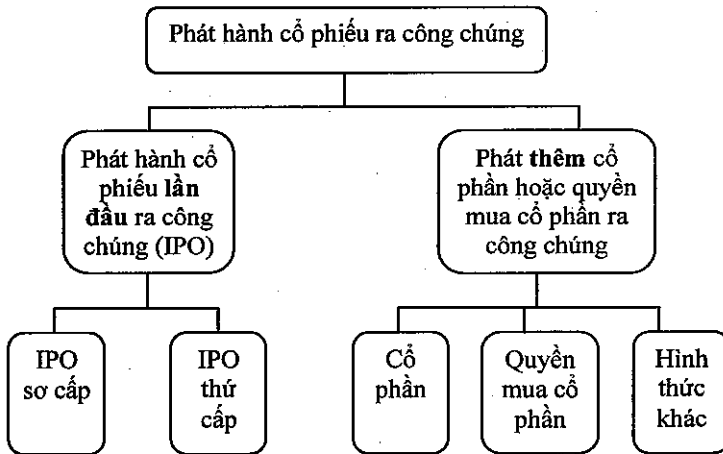 Phát hành cổ phiếu ra công chúng
Phát hành cổ
phiếu lần
đầu ra công
chúng (IPO)
Phát thêm cổ
phần hoặc quyền
mua cổ phần ra
công chúng
IPO
sơ cấp
IPO
thứ
cấp
Cổ
phần
Quyền
mua cổ
phần
Hình
thức
khác